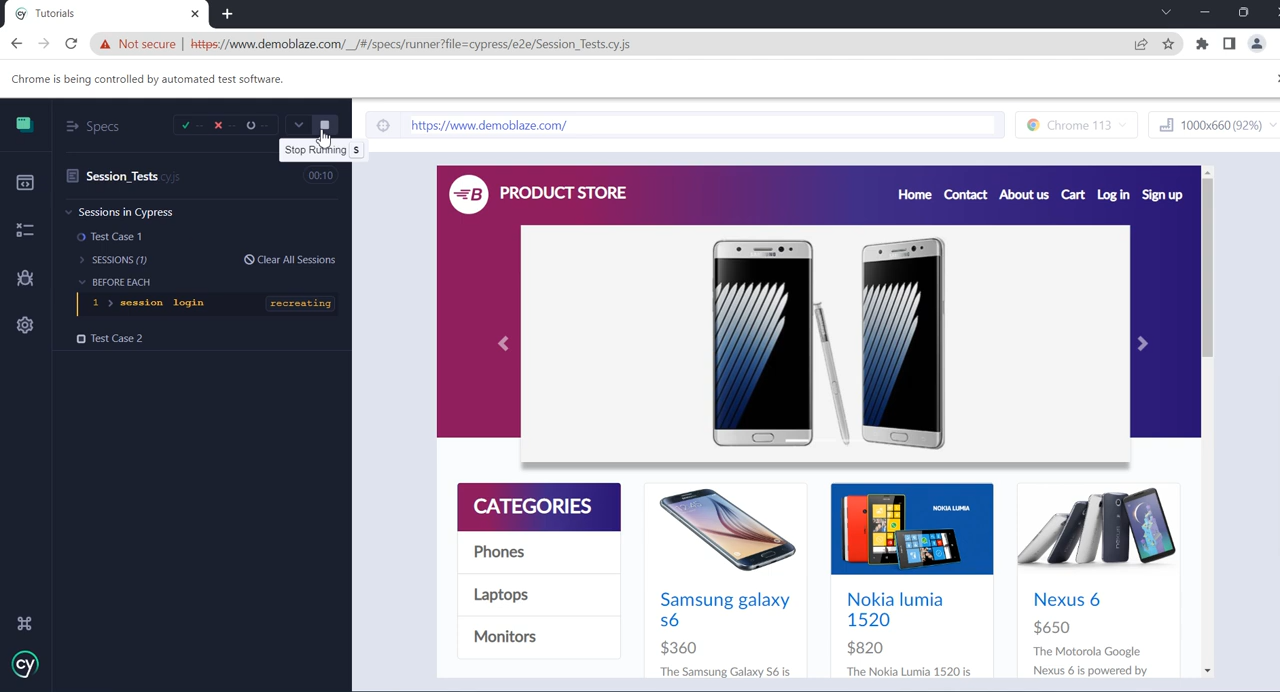 Tutorials
Not secure | https://www.demoblaze.com/__/#/specs/runner?file=cypress/e2e/Session_Tests.cy.js
Chrome is being controlled by automated test software.
Specs
-- -- --
https://www.demoblaze.com/
Chrome 113
1000x660 (92%)
Stop Running S
Session_Tests cy.js
00:10
Sessions in Cypress
Test Case 1
SESSIONS (1)
Clear All Sessions
BEFORE EACH
1 session login
recreating
Test Case 2
cy
B PRODUCT STORE
Home Contact About us Cart Log in Sign up
SAMSUNG
CATEGORIES
Phones
Laptops
Monitors
Samsung galaxy
s6
$360
The Samsung Galaxy S6 is
NOKIA LUMIA
Nokia lumia
1520
$820
The Nokia Lumia 1520 is
Nexus 6
$650
The Motorola Google
Nexus 6 is powered by